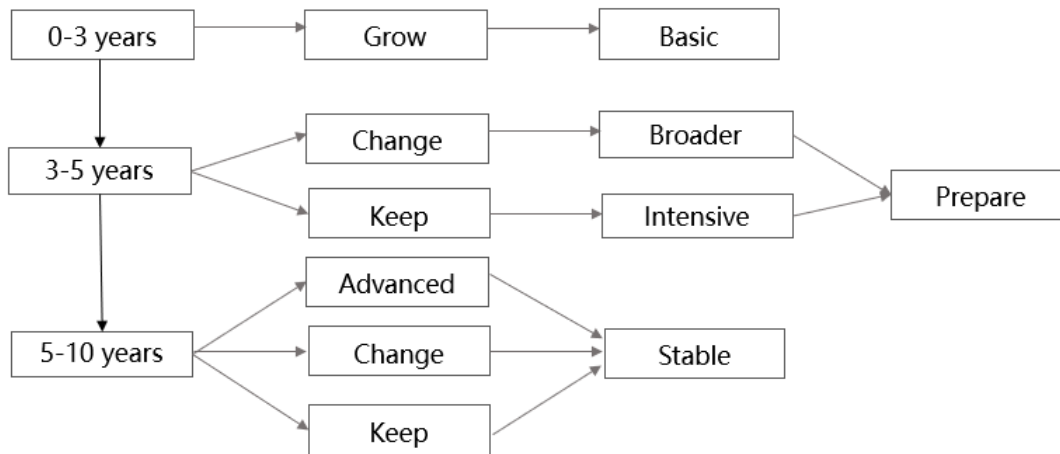 0-3 years
Grow
Basic
Change
Broader
3-5 years
Prepare
Keep
Intensive
Advanced
5-10 years
Change
Stable
Keep